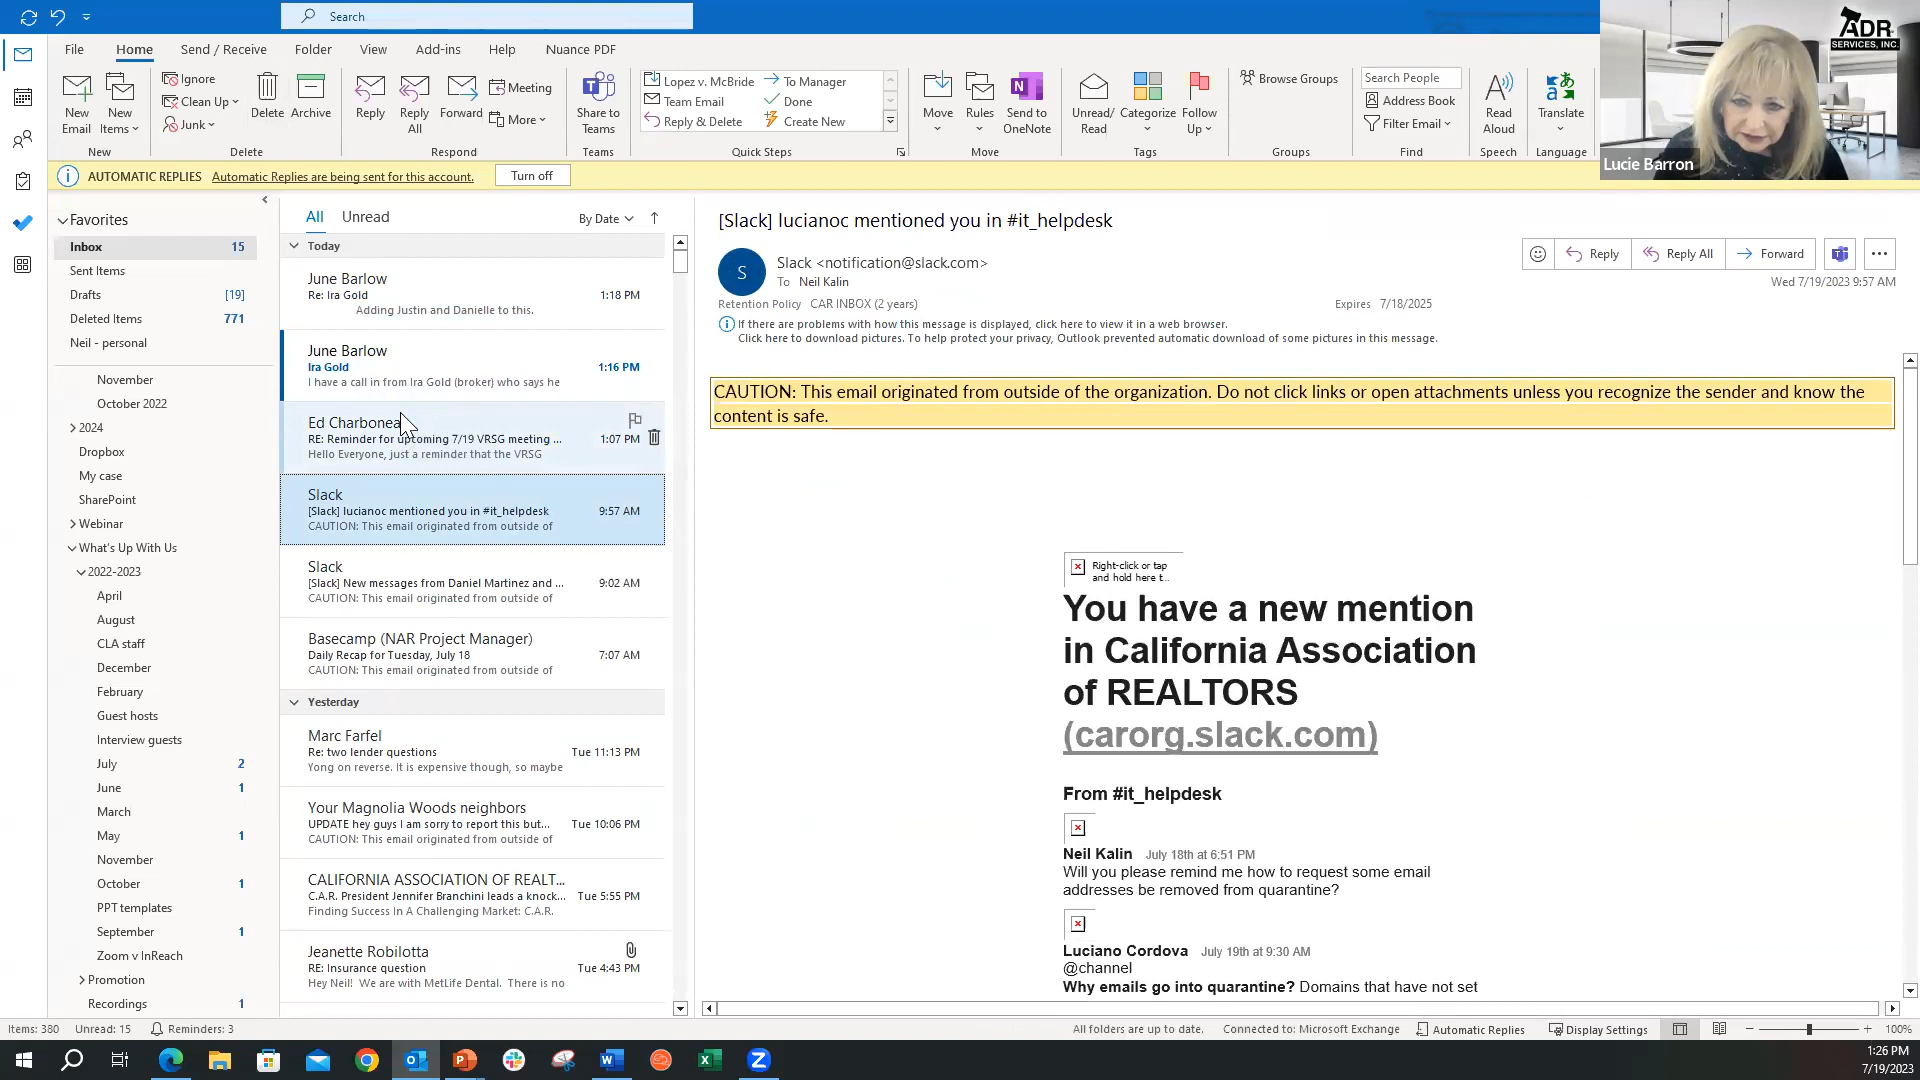 Search
ADR
SERVICES, INC.
Lucie Barron
File
Home
Send / Receive
Folder
View
Add-ins
Help
Nuance PDF
New
Email
New
Items
New
Ignore
Clean Up
Junk
Delete
Archive
Delete
Reply
Reply
All
Forward
Meeting
More
Respond
Share to
Teams
Teams
Lopez v. McBride
Team Email
Reply & Delete
To Manager
Done
Create New
Quick Steps
Move
Rules
Send to
OneNote
Move
Unread/
Read
Categorize
Follow
Up
Tags
Browse Groups
Groups
Search People
Address Book
Filter Email
Find
Read
Aloud
Speech
Translate
Language
AUTOMATIC REPLIES
Automatic Replies are being sent for this account.
Turn off
Favorites
Inbox 15
Sent Items
Drafts [19]
Deleted Items 771
Neil - personal
November
October 2022
2024
Dropbox
My case
SharePoint
Webinar
What's Up With Us
2022-2023
April
August
CLA staff
December
February
Guest hosts
Interview guests
July 2
June 1
March
May 1
November
October 1
PPT templates
September 1
Zoom v InReach
Promotion
Recordings 1
All
Unread
By Date
Today
June Barlow
Re: Ira Gold 1:18 PM
Adding Justin and Danielle to this.
June Barlow
Ira Gold 1:16 PM
I have a call in from Ira Gold (broker) who says he
Ed Charbonea
RE: Reminder for upcoming 7/19 VRSG meeting ... 1:07 PM
Hello Everyone, just a reminder that the VRSG
Slack
[Slack] lucianoc mentioned you in #it_helpdesk 9:57 AM
CAUTION: This email originated from outside of
Slack
[Slack] New messages from Daniel Martinez and ... 9:02 AM
CAUTION: This email originated from outside of
Basecamp (NAR Project Manager)
Daily Recap for Tuesday, July 18 7:07 AM
CAUTION: This email originated from outside of
Yesterday
Marc Farfel
Re: two lender questions Tue 11:13 PM
Yong on reverse. It is expensive though, so maybe
Your Magnolia Woods neighbors
UPDATE hey guys I am sorry to report this but... Tue 10:06 PM
CAUTION: This email originated from outside of
CALIFORNIA ASSOCIATION OF REALT...
C.A.R. President Jennifer Branchini leads a knock... Tue 5:55 PM
Finding Success In A Challenging Market: C.A.R.
Jeanette Robilotta
RE: Insurance question Tue 4:43 PM
Hey Neil! We are with MetLife Dental. There is no
[Slack] lucianoc mentioned you in #it_helpdesk
S
Slack <notification@slack.com>
To Neil Kalin
Reply
Reply All
Forward
Wed 7/19/2023 9:57 AM
Retention Policy CAR INBOX (2 years)
Expires 7/18/2025
If there are problems with how this message is displayed, click here to view it in a web browser.
Click here to download pictures. To help protect your privacy, Outlook prevented automatic download of some pictures in this message.
CAUTION: This email originated from outside of the organization. Do not click links or open attachments unless you recognize the sender and know the
content is safe.
Right-click or tap
and hold here t...
You have a new mention
in California Association
of REALTORS
(carorg.slack.com)
From #it_helpdesk
Neil Kalin July 18th at 6:51 PM
Will you please remind me how to request some email
addresses be removed from quarantine?
Luciano Cordova July 19th at 9:30 AM
@channel
Why emails go into quarantine? Domains that have not set
Items: 380
Unread: 15
Reminders: 3
All folders are up to date.
Connected to: Microsoft Exchange
Automatic Replies
Display Settings
100%
1:26 PM
7/19/2023